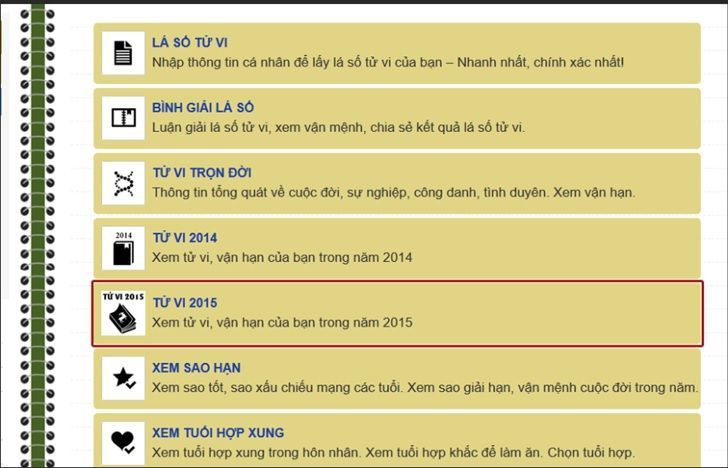 LÁ SỐ TỬ VI
Nhập thông tin cá nhân để lấy lá số tử vi của bạn – Nhanh nhất, chính xác nhất!
BÌNH GIẢI LÁ SỐ
Luận giải lá số tử vi, xem vận mệnh, chia sẻ kết quả lá số tử vi.
TỬ VI TRỌN ĐỜI
Thông tin tổng quát về cuộc đời, sự nghiệp, công danh, tình duyên. Xem vận hạn.
2014
TỬ VI 2014
Xem tử vi, vận hạn của bạn trong năm 2014
TỬ VI 2015
TỬ VI 2015
Xem tử vi, vận hạn của bạn trong năm 2015
XEM SAO HẠN
Xem sao tốt, sao xấu chiếu mạng các tuổi. Xem sao giải hạn, vận mệnh cuộc đời trong năm.
XEM TUỔI HỢP XUNG
Xem tuổi hợp xung trong hôn nhân. Xem tuổi hợp khắc để làm ăn. Chọn tuổi hợp.